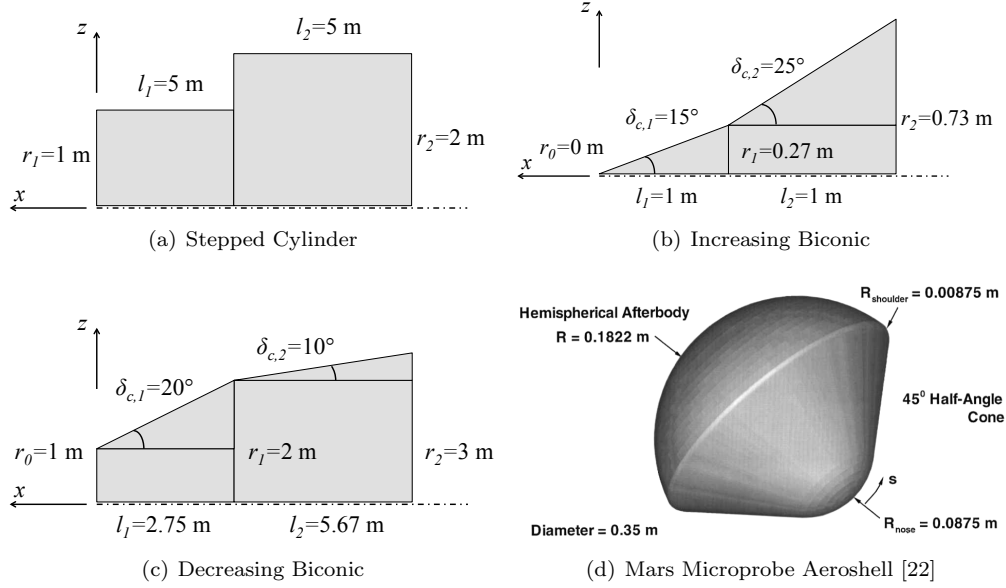 z
l₂=5 m
l₁=5 m
r₁=1 m
r₂=2 m
x
(a) Stepped Cylinder
z
δc,2=25°
δc,1=15°
r₂=0.73 m
r₀=0 m
r₁=0.27 m
x
l₁=1 m
l₂=1 m
(b) Increasing Biconic
z
δc,2=10°
δc,1=20°
r₀=1 m
r₁=2 m
r₂=3 m
x
l₁=2.75 m
l₂=5.67 m
(c) Decreasing Biconic
Rshoulder = 0.00875 m
Hemispherical Afterbody
R = 0.1822 m
45⁰ Half-Angle
Cone
s
Diameter = 0.35 m
Rnose = 0.0875 m
(d) Mars Microprobe Aeroshell [22]